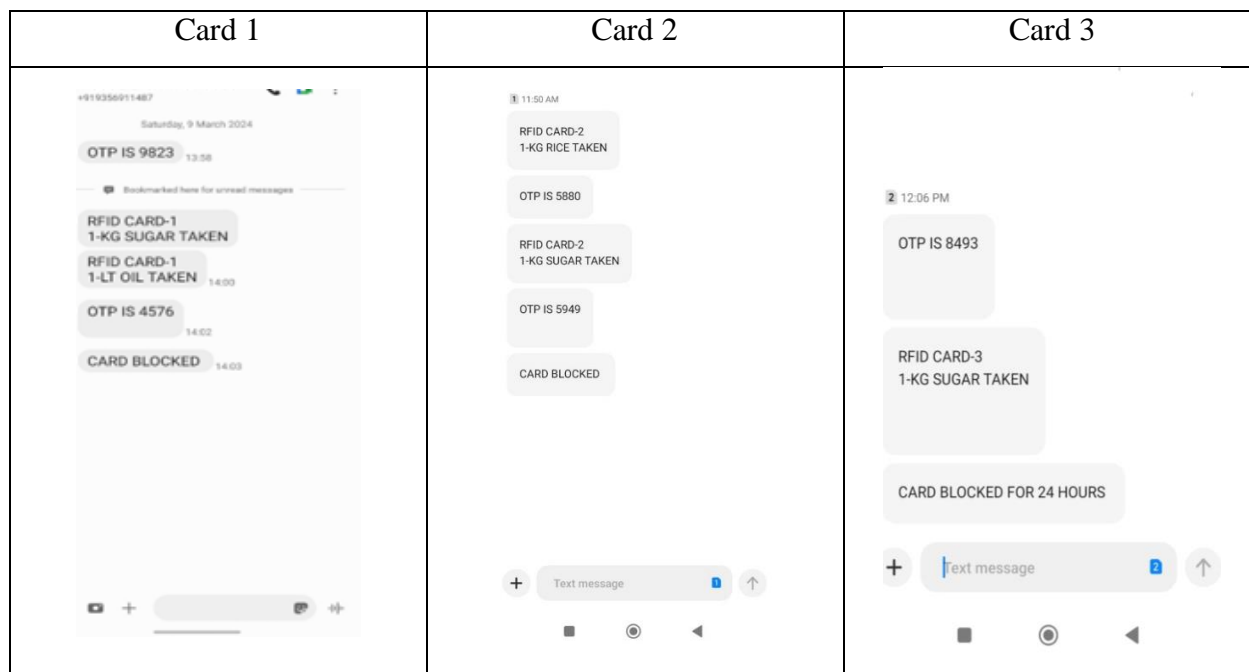 Card 1
Card 2
Card 3
+919356911487
Saturday, 9 March 2024
OTP IS 9823
13:58
Bookmarked here for unread messages
RFID CARD-1
1-KG SUGAR TAKEN
RFID CARD-1
1-LT OIL TAKEN
14:00
OTP IS 4576
14:02
CARD BLOCKED
14:03
1 11:50 AM
RFID CARD-2
1-KG RICE TAKEN
OTP IS 5880
RFID CARD-2
1-KG SUGAR TAKEN
OTP IS 5949
CARD BLOCKED
Text message
1
2 12:06 PM
OTP IS 8493
RFID CARD-3
1-KG SUGAR TAKEN
CARD BLOCKED FOR 24 HOURS
Text message
2